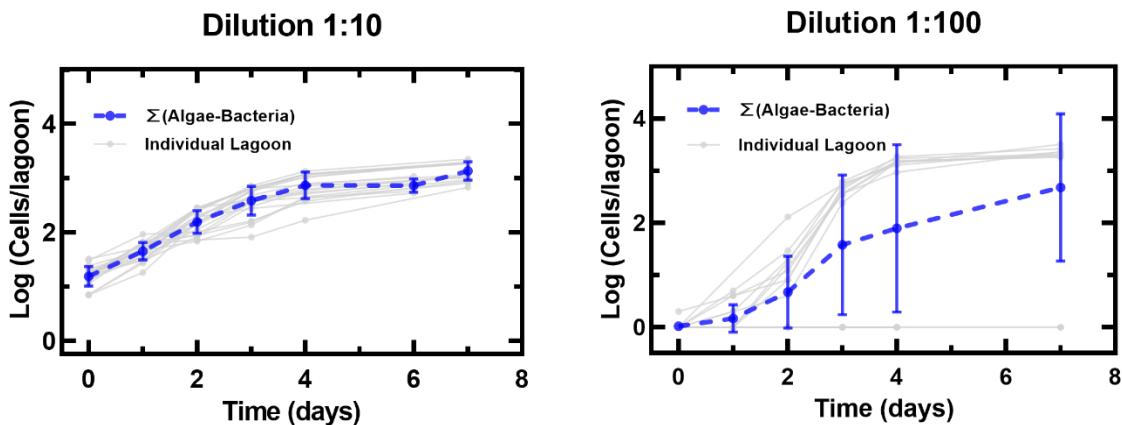 Dilution 1:10
Log (Cells/lagoon)
4
2
0
Σ(Algae-Bacteria)
Individual Lagoon
0
2
4
6
8
Time (days)
Dilution 1:100
Log (Cells/lagoon)
4
2
0
Σ(Algae-Bacteria)
Individual Lagoon
0
2
4
6
8
Time (days)